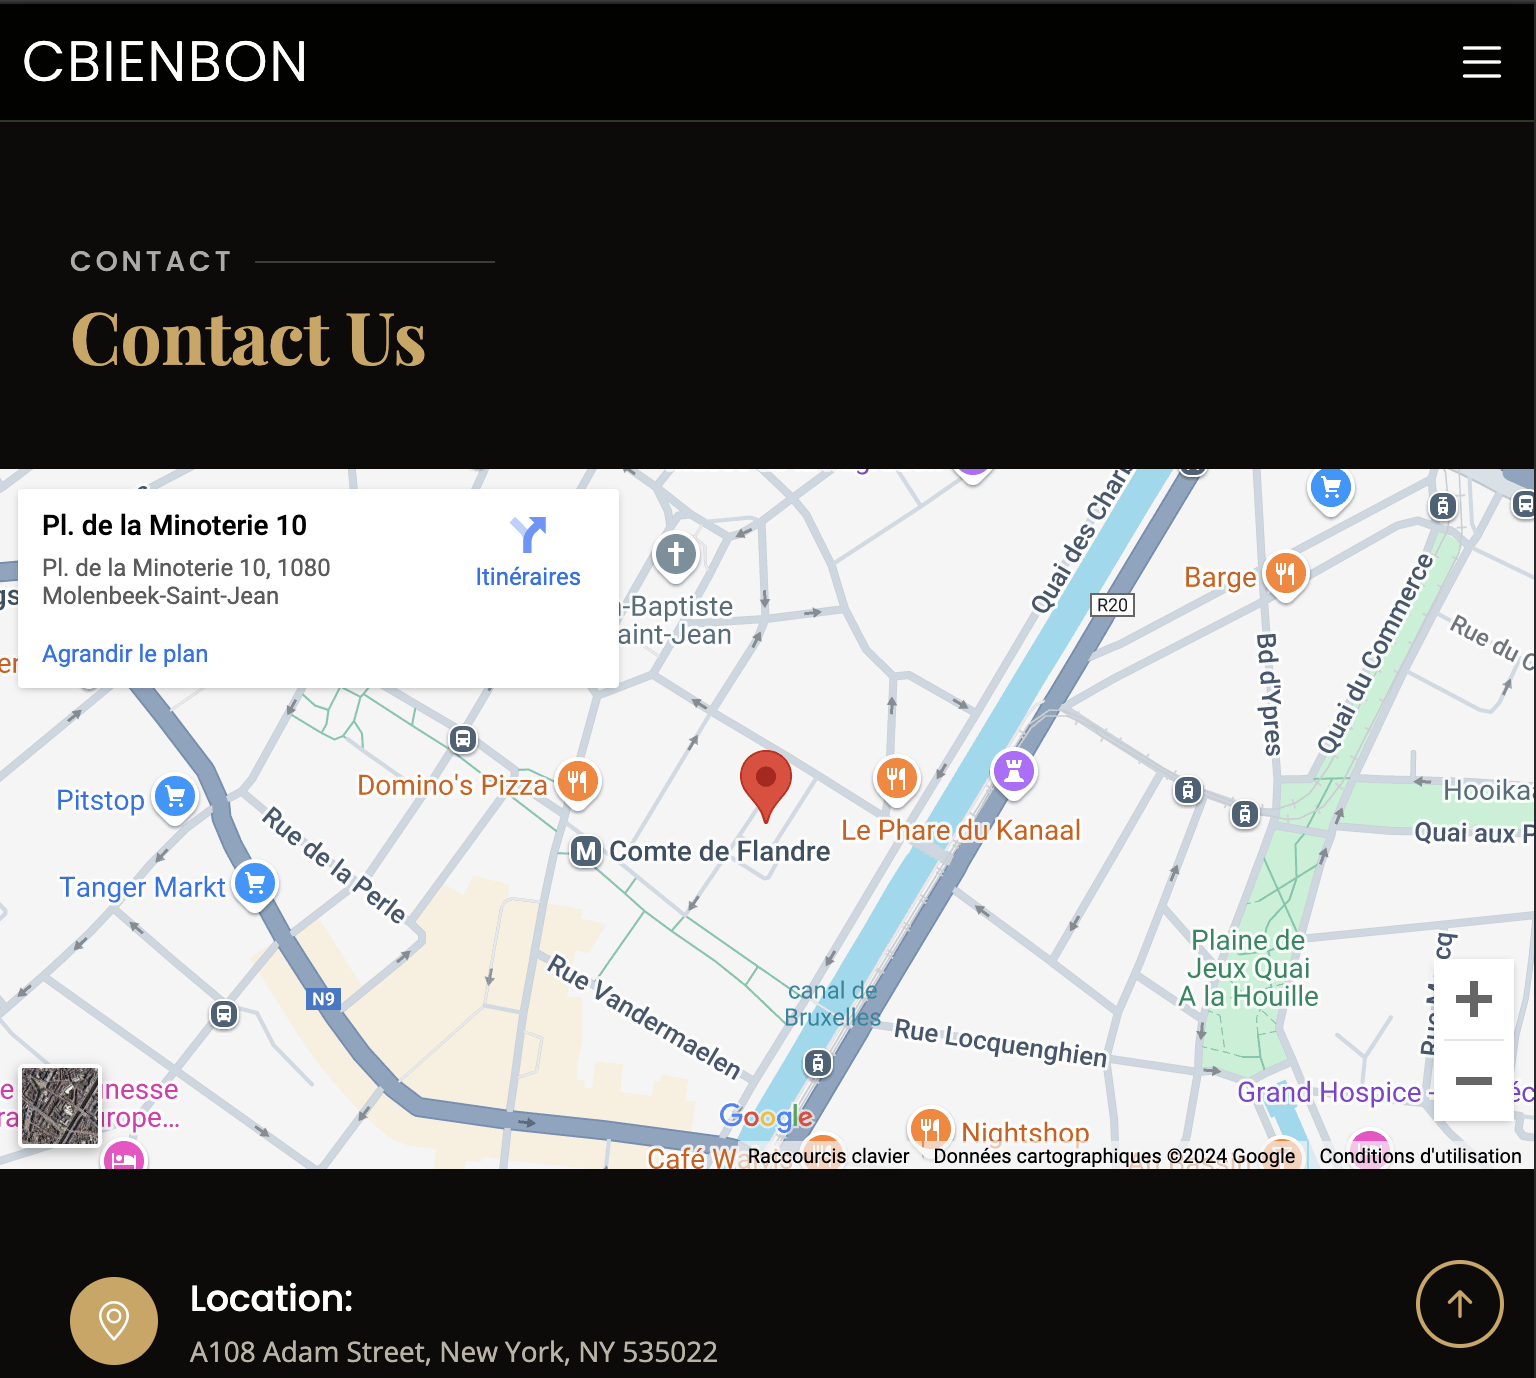 CBIENBON
CONTACT
Contact Us
Pl. de la Minoterie 10
Pl. de la Minoterie 10, 1080
Molenbeek-Saint-Jean
Itinéraires
Agrandir le plan
-Baptiste
aint-Jean
Quai des Charb
R20
Barge
Bd d'Ypres
Quai du Commerce
Rue du C
Pitstop
Domino's Pizza
Rue de la Perle
Tanger Markt
M
Comte de Flandre
Le Phare du Kanaal
Hooika
Quai aux P
Plaine de
Jeux Quai
A la Houille
N9
Rue Vandermaelen
canal de
Bruxelles
Rue Locquenghien
Grand Hospice -
nesse
urope...
Google
Nightshop
Café W
Raccourcis clavier
Données cartographiques ©2024 Google
Conditions d'utilisation
Location:
A108 Adam Street, New York, NY 535022